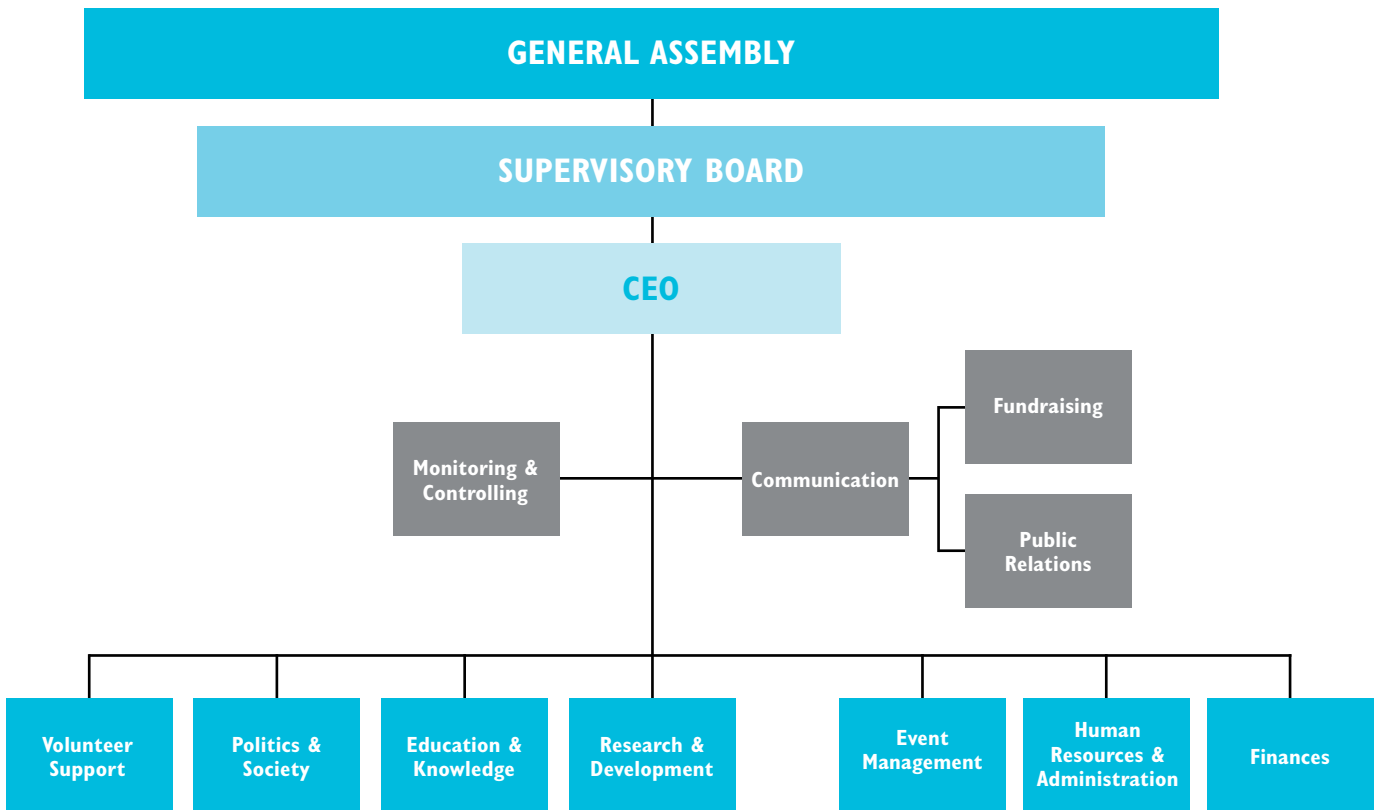 GENERAL ASSEMBLY
SUPERVISORY BOARD
CEO
Fundraising
Monitoring &
Controlling
Communication
Public
Relations
Volunteer
Support
Politics &
Society
Education &
Knowledge
Research &
Development
Event
Management
Human
Resources &
Administration
Finances